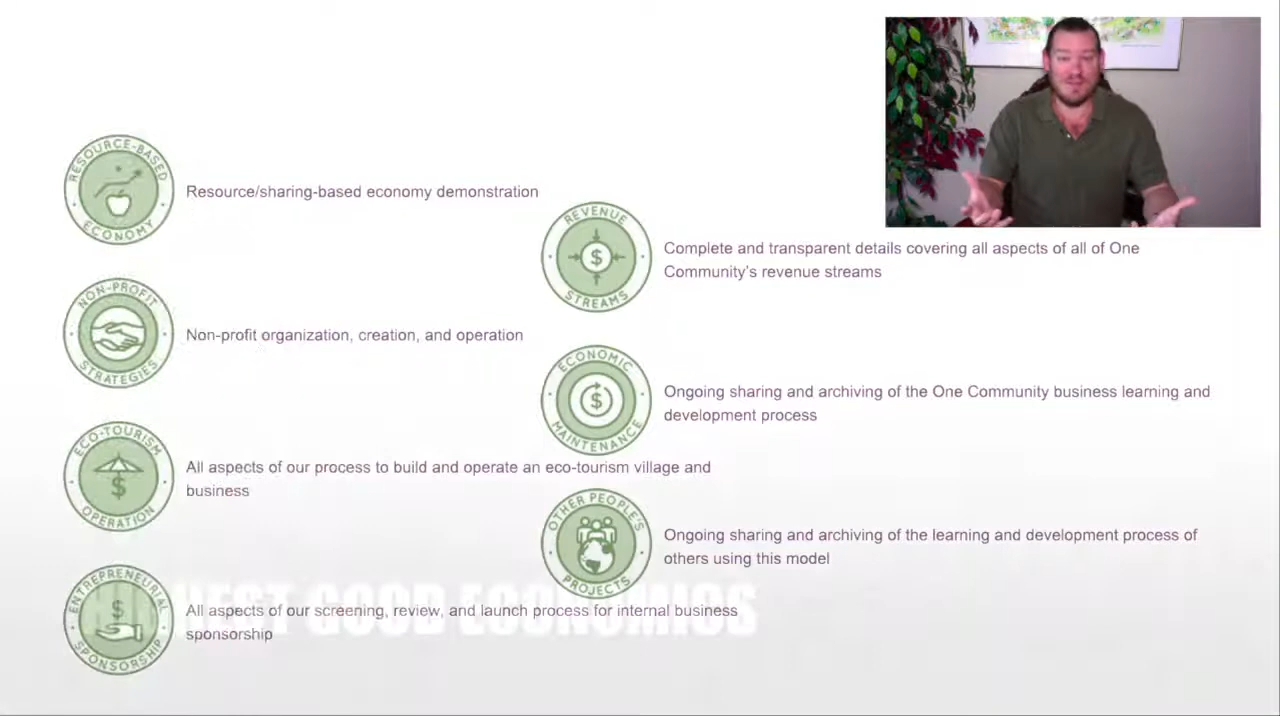 RESOURCE-BASED
ECONOMY
Resource/sharing-based economy demonstration
NON-PROFIT
STRATEGIES
Non-profit organization, creation, and operation
ECO-TOURISM
$
OPERATION
All aspects of our process to build and operate an eco-tourism village and
business
ENTREPRENEURIAL
$
SPONSORSHIP
All aspects of our screening, review, and launch process for internal business
sponsorship
REVENUE
$
STREAMS
Complete and transparent details covering all aspects of all of One
Community's revenue streams
ECONOMIC
$
MAINTENANCE
Ongoing sharing and archiving of the One Community business learning and
development process
OTHER PEOPLE'S
PROJECTS
Ongoing sharing and archiving of the learning and development process of
others using this model
GOOD ECONOMICS